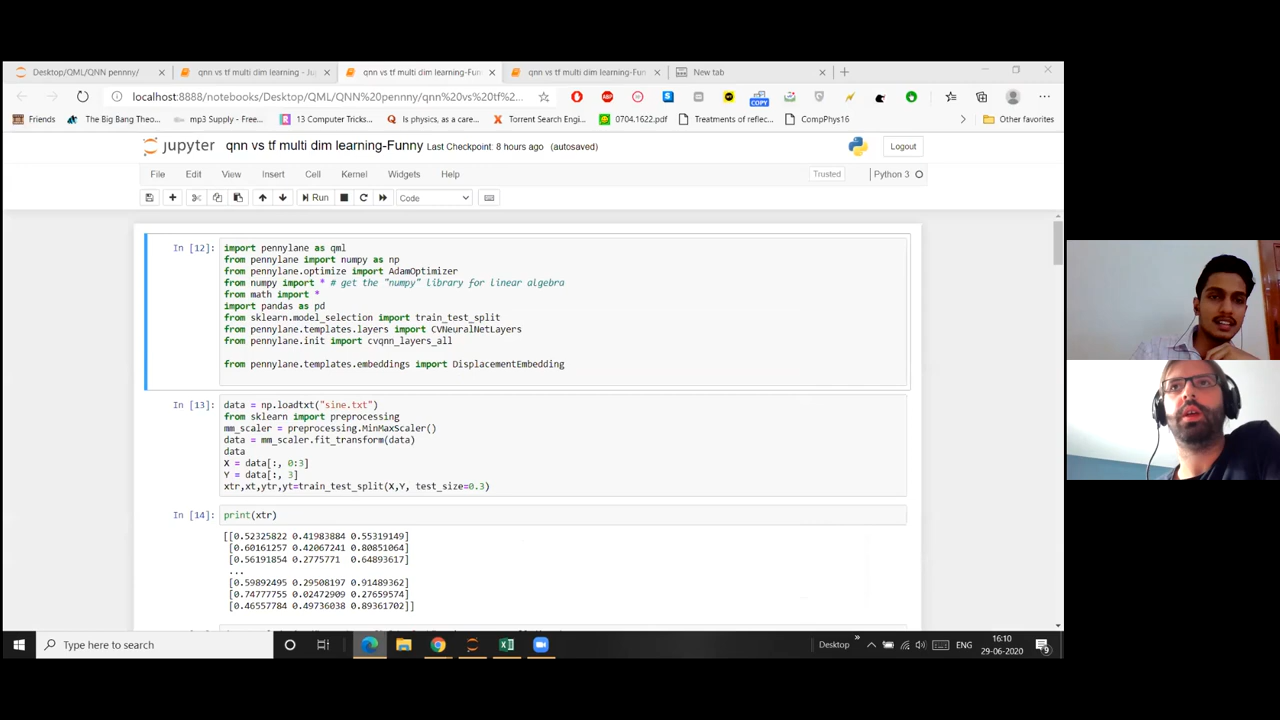 Desktop/QML/QNN pennny/
qnn vs tf multi dim learning - Ju
qnn vs tf multi dim learning-Fun
qnn vs tf multi dim learning-Fun
New tab
localhost:8888/notebooks/Desktop/QML/QNN%20pennny/qnn%20vs%20tf%2...
ABP
COPY
Friends
The Big Bang Theo...
mp3 Supply - Free...
13 Computer Tricks...
Is physics, as a care...
Torrent Search Engi...
0704.1622.pdf
Treatments of reflec...
CompPhys16
Other favorites
jupyter qnn vs tf multi dim learning-Funny Last Checkpoint: 8 hours ago (autosaved)
Logout
File Edit View Insert Cell Kernel Widgets Help
Trusted
Python 3
Run
Code
In [12]:
import pennylane as qml
from pennylane import numpy as np
from pennylane.optimize import AdamOptimizer
from numpy import * # get the "numpy" library for linear algebra
from math import *
import pandas as pd
from sklearn.model_selection import train_test_split
from pennylane.templates.layers import CVNeuralNetLayers
from pennylane.init import cvqnn_layers_all
from pennylane.templates.embeddings import DisplacementEmbedding
In [13]:
data = np.loadtxt("sine.txt")
from sklearn import preprocessing
mm_scaler = preprocessing.MinMaxScaler()
data = mm_scaler.fit_transform(data)
data
X = data[:, 0:3]
Y = data[:, 3]
xtr,xt,ytr,yt=train_test_split(X,Y, test_size=0.3)
In [14]:
print(xtr)
[[0.52325822 0.41983884 0.55319149]
[0.60161257 0.42067241 0.80851064]
[0.56191854 0.2775771 0.64893617]
...
[0.59892495 0.29508197 0.91489362]
[0.74777755 0.02472909 0.27659574]
[0.46557784 0.49736038 0.89361702]]
Type here to search
Desktop
ENG
16:10
29-06-2020